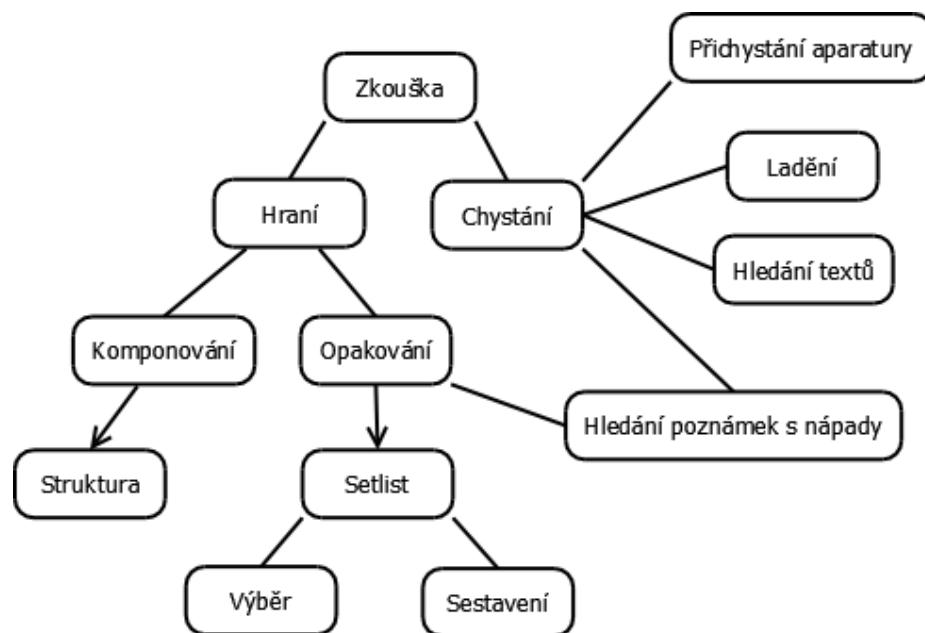 Přichystání aparatury
Zkouška
Ladění
Hraní
Chystání
Hledání textů
Komponování
Opakování
Hledání poznámek s nápady
Struktura
Setlist
Výběr
Sestavení